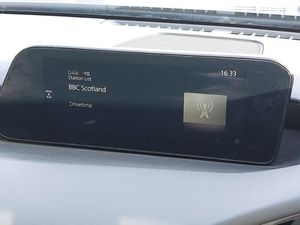 DAB 16:33
Station List
BBC Scotland
Drivetime